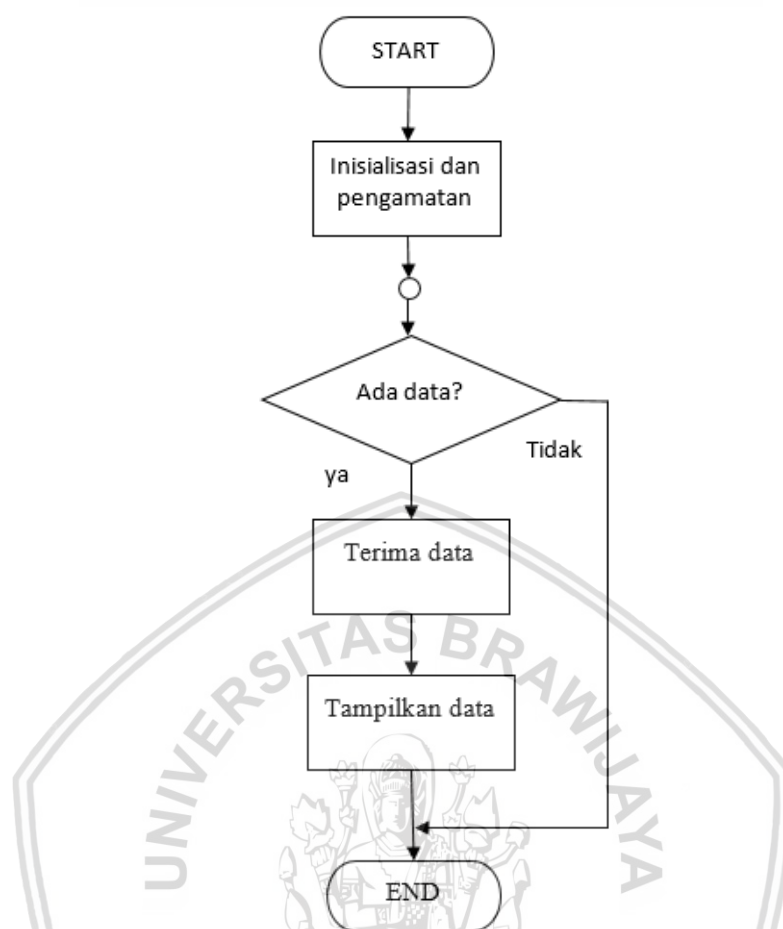 START
Inisialisasi dan
pengamatan
Ada data?
Tidak
ya
Terima data
UNIVERSITAS BRAWIJAYA
Tampilkan data
END